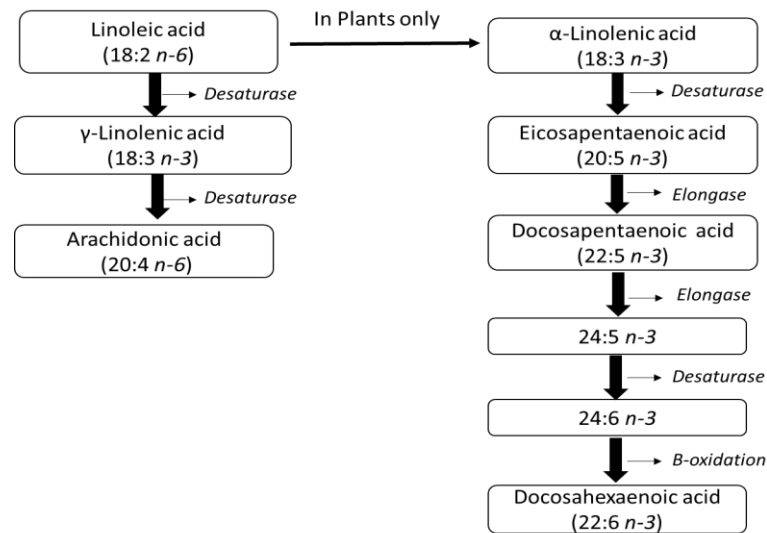 Linoleic acid
(18:2 n-6)
Desaturase
γ-Linolenic acid
(18:3 n-3)
Desaturase
Arachidonic acid
(20:4 n-6)
In Plants only
α-Linolenic acid
(18:3 n-3)
Desaturase
Eicosapentaenoic acid
(20:5 n-3)
Elongase
Docosapentaenoic acid
(22:5 n-3)
Elongase
24:5 n-3
Desaturase
24:6 n-3
B-oxidation
Docosahexaenoic acid
(22:6 n-3)